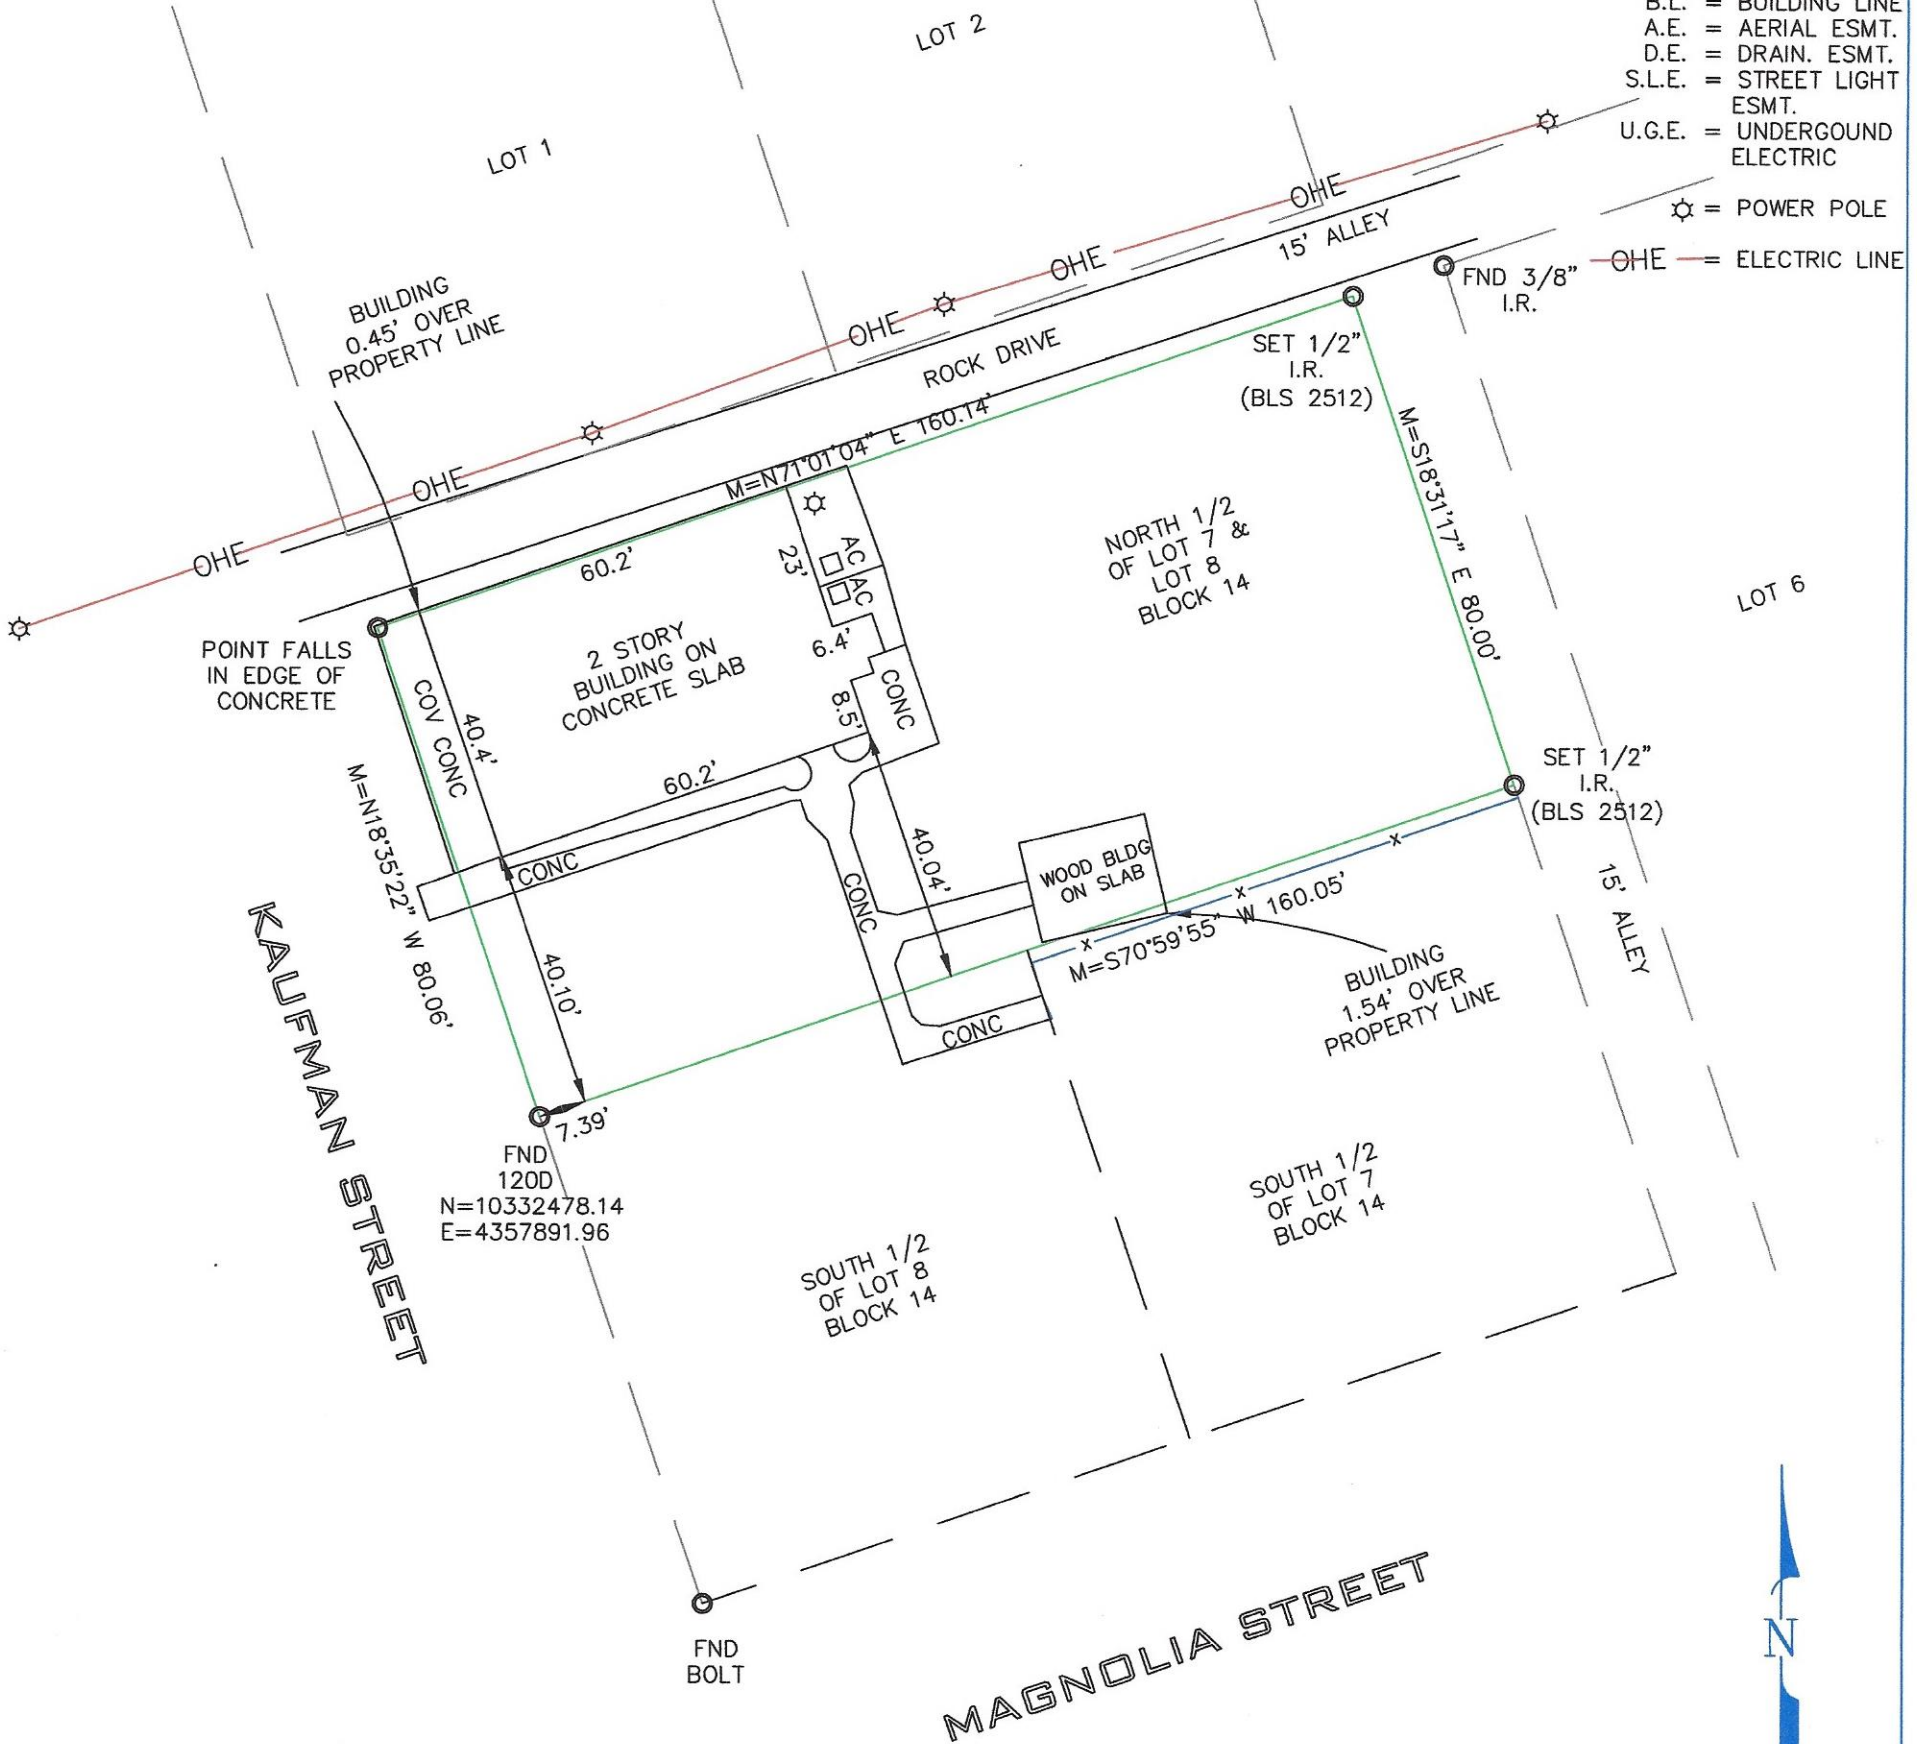 B.L. = BUILDING LINE
A.E. = AERIAL ESMT.
D.E. = DRAIN. ESMT.
S.L.E. = STREET LIGHT
ESMT.
U.G.E. = UNDERGOUND
ELECTRIC
= POWER POLE
OHE = ELECTRIC LINE
LOT 2
LOT 1
OHE
15' ALLEY
OHE
OHE
OHE
OHE
FND 3/8"
I.R.
BUILDING
0.45' OVER
PROPERTY LINE
ROCK DRIVE
SET 1/2"
I.R.
(BLS 2512)
M=N71°01'04" E 160.14'
M=S18°31'17" E 80.00'
60.2'
23'
AC
AC
NORTH 1/2
OF LOT 7 &
LOT 8
BLOCK 14
LOT 6
POINT FALLS
IN EDGE OF
CONCRETE
2 STORY
BUILDING ON
CONCRETE SLAB
6.4'
8.5'
CONC
COV CONC
40.4'
60.2'
SET 1/2"
I.R.
(BLS 2512)
M=N18°35'22" W 80.06'
CONC
CONC
40.04'
WOOD BLDG
ON SLAB
x
x
x
M=S70°59'55" W 160.05'
15' ALLEY
KAUFMAN STREET
40.10'
CONC
BUILDING
1.54' OVER
PROPERTY LINE
7.39'
FND
120D
N=10332478.14
E=4357891.96
SOUTH 1/2
OF LOT 7
BLOCK 14
SOUTH 1/2
OF LOT 8
BLOCK 14
FND
BOLT
MAGNOLIA STREET
N